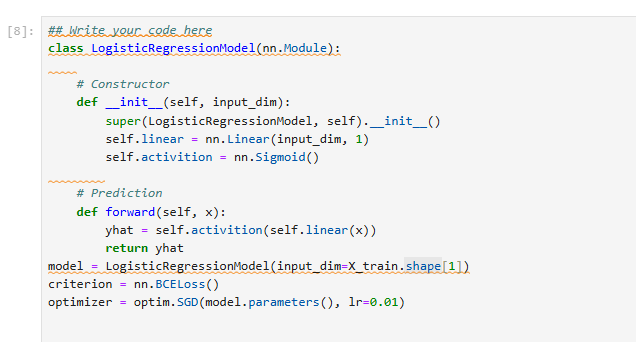 [8]: ## Write your code here
class LogisticRegressionModel(nn.Module):
# Constructor
def __init__(self, input_dim):
super(LogisticRegressionModel, self).__init__()
self.linear = nn.Linear(input_dim, 1)
self.activition = nn.Sigmoid()
# Prediction
def forward(self, x):
yhat = self.activition(self.linear(x))
return yhat
model = LogisticRegressionModel(input_dim=X_train.shape[1])
criterion = nn.BCELoss()
optimizer = optim.SGD(model.parameters(), lr=0.01)